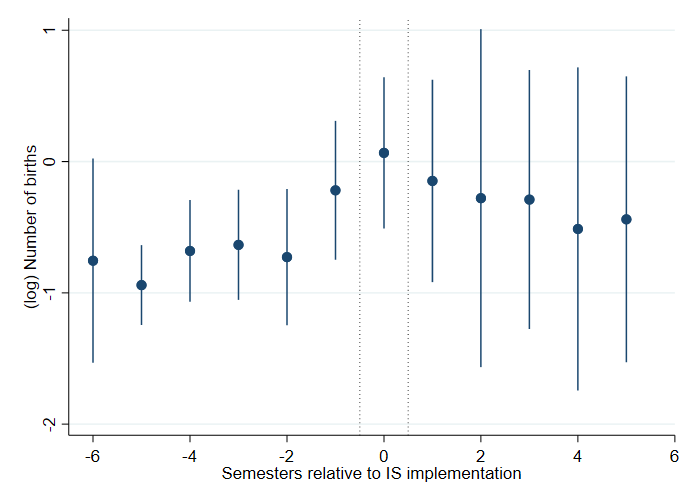 (log) Number of births
1
0
-1
-2
-6 -4 -2 0 2 4 6
Semesters relative to IS implementation